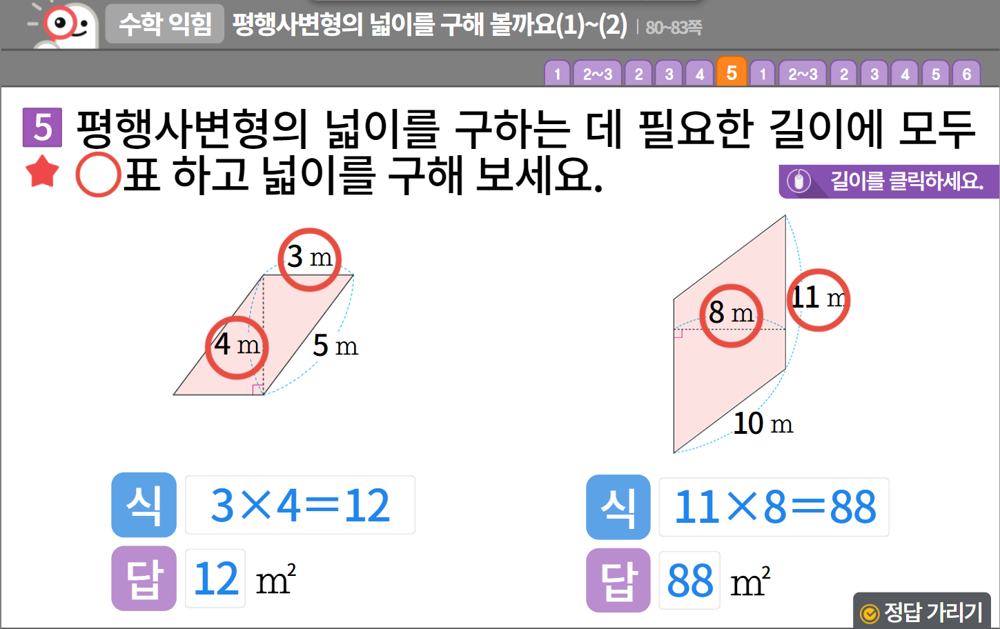 수학 익힘 평행사변형의 넓이를 구해 볼까요(1)~(2) | 80~83쪽
1 2~3 2 3 4 5 1 2~3 2 3 4 5 6
5 평행사변형의 넓이를 구하는 데 필요한 길이에 모두
★ ○표 하고 넓이를 구해 보세요.
길이를 클릭하세요.
3 m
4 m
5 m
8 m
11 m
10 m
식 3×4=12
답 12 m²
식 11×8=88
답 88 m²
정답 가리기